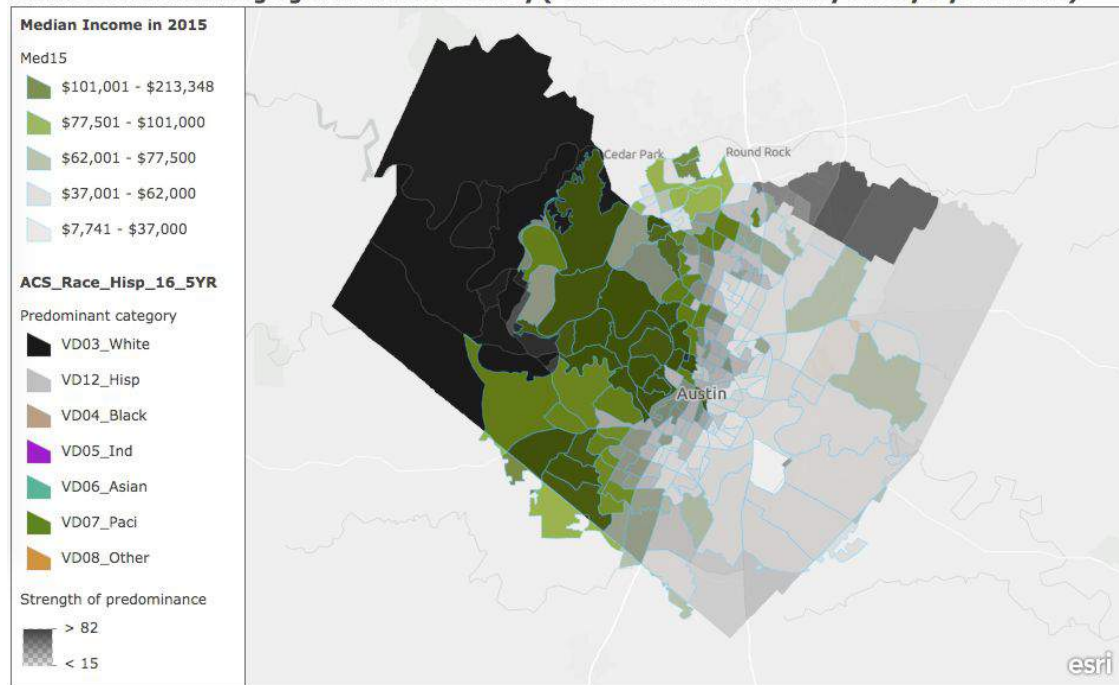 Median Income in 2015
Med15
$101,001 - $213,348
$77,501 - $101,000
$62,001 - $77,500
$37,001 - $62,000
$7,741 - $37,000
ACS_Race_Hisp_16_5YR
Predominant category
VD03_White
VD12_Hisp
VD04_Black
VD05_Ind
VD06_Asian
VD07_Paci
VD08_Other
Strength of predominance
> 82
< 15
Cedar Park
Round Rock
Austin
esri